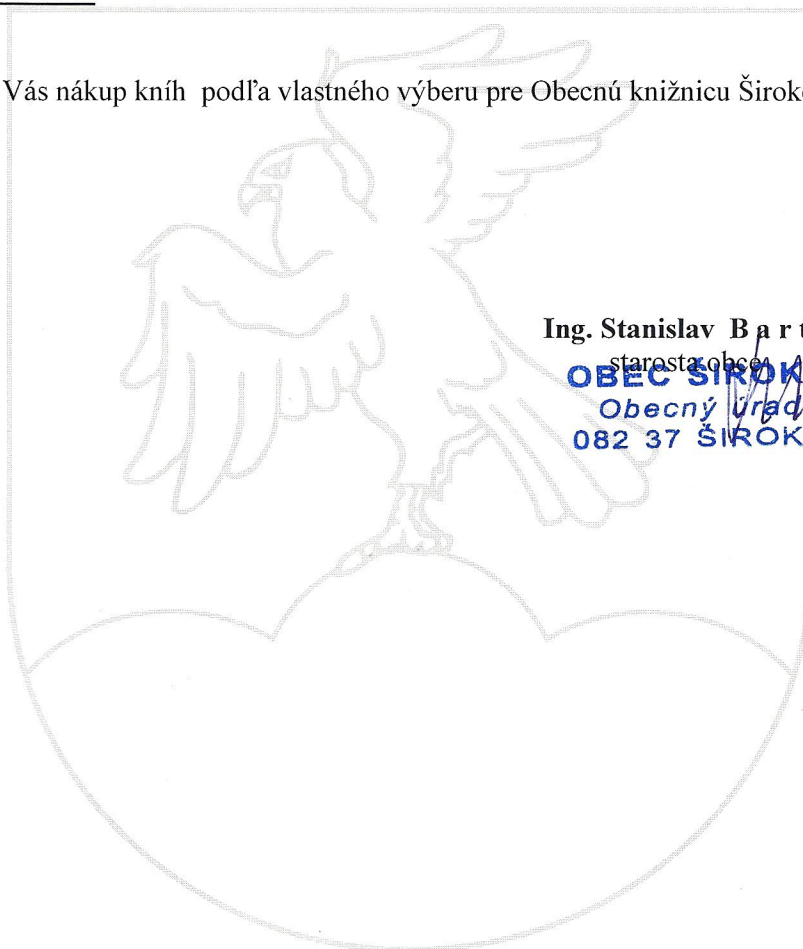 Vás nákup kníh podľa vlastného výberu pre Obecnú knižnicu Širok
Ing. Stanislav B a r t
starosta obce
OBEC ŠIROK
Obecný úrad
082 37 ŠIROK